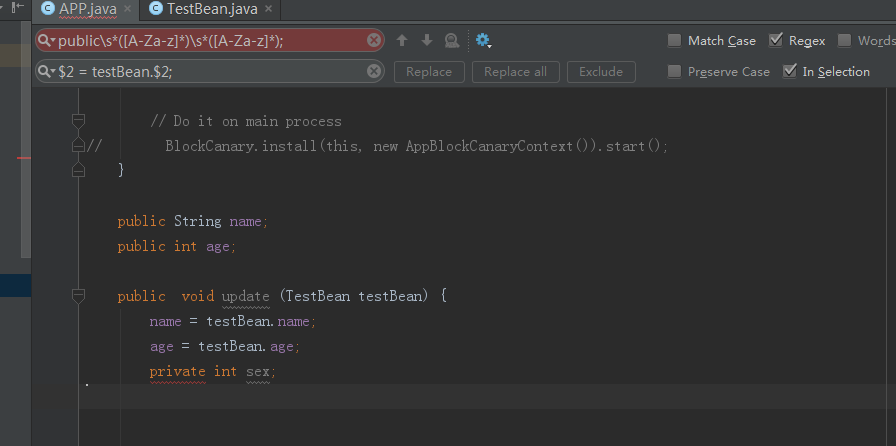 APP.java TestBean.java
public\s*([A-Za-z]*)\s*([A-Za-z]*); Match Case Regex Words
$2 = testBean.$2; Replace Replace all Exclude Preserve Case In Selection
// Do it on main process
// BlockCanary.install(this, new AppBlockCanaryContext()).start();
}
public String name;
public int age;
public  void update (TestBean testBean) {
name = testBean.name;
age = testBean.age;
private int sex;